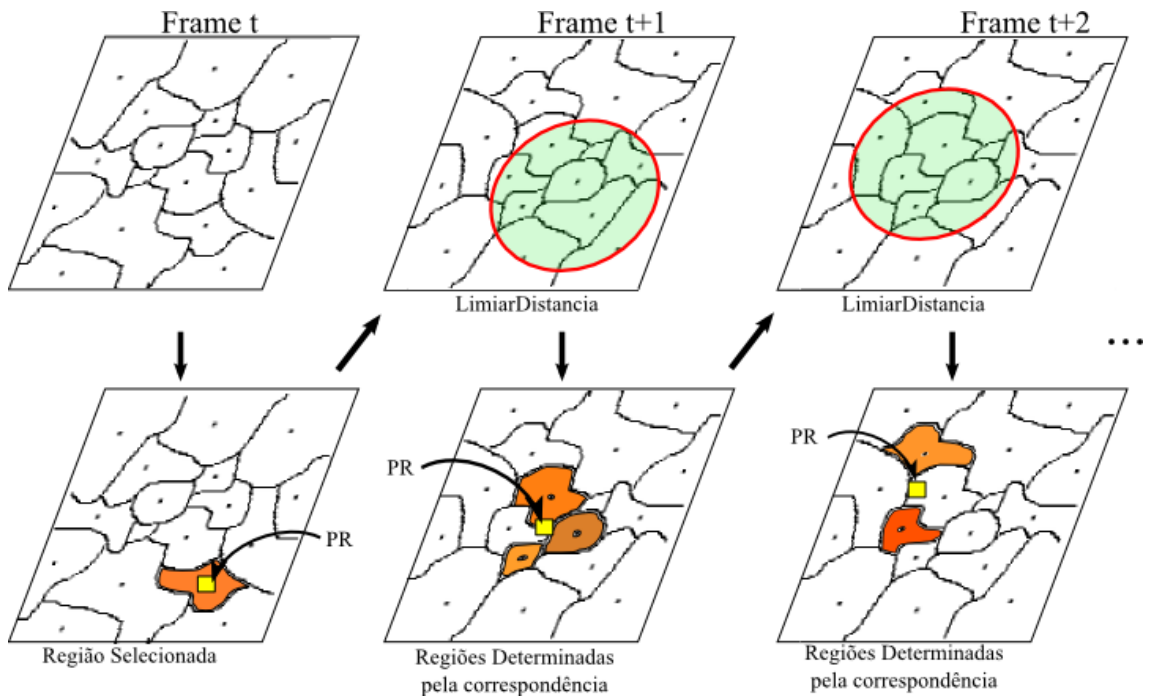 Frame t
Frame t+1
Frame t+2
LimiarDistancia
LimiarDistancia
...
PR
PR
PR
Região Selecionada
Regiões Determinadas
pela correspondência
Regiões Determinadas
pela correspondência